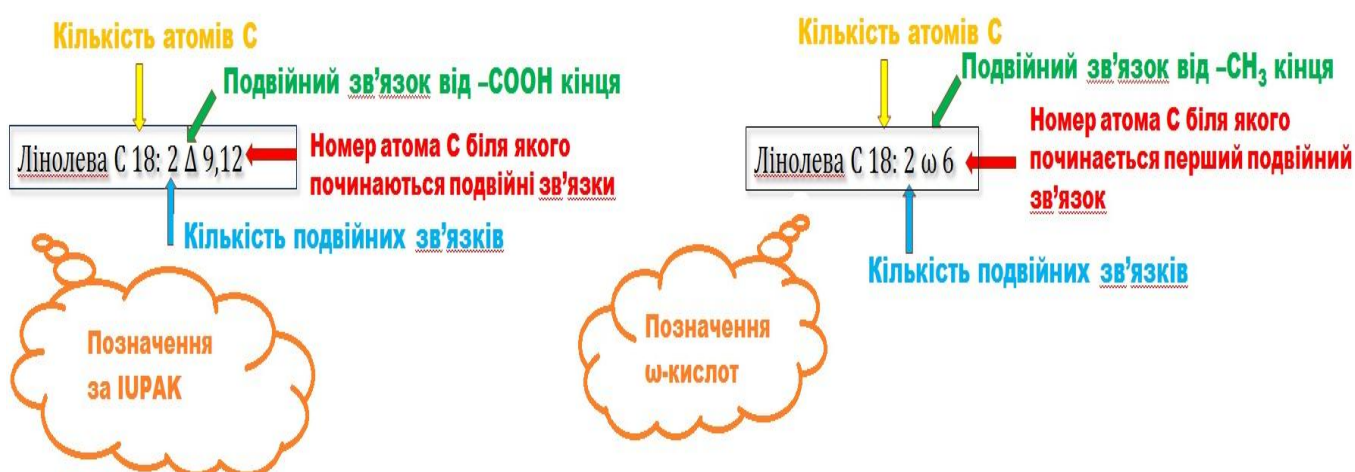 Кількість атомів С
Подвійний зв’язок від –СООН кінця
Лінолева С 18: 2 Δ 9,12
Номер атома С біля якого
починаються подвійні зв’язки
Кількість подвійних зв’язків
Позначення
за IUPAK
Кількість атомів С
Подвійний зв’язок від –CH₃ кінця
Лінолева С 18: 2 ω 6
Номер атома С біля якого
починається перший подвійний
зв’язок
Кількість подвійних зв’язків
Позначення
ω-кислот